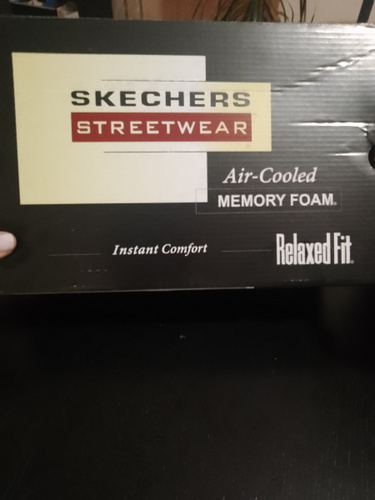 SKECHERS
STREETWEAR
Air-Cooled
MEMORY FOAM.
Instant Comfort
Relaxed Fit